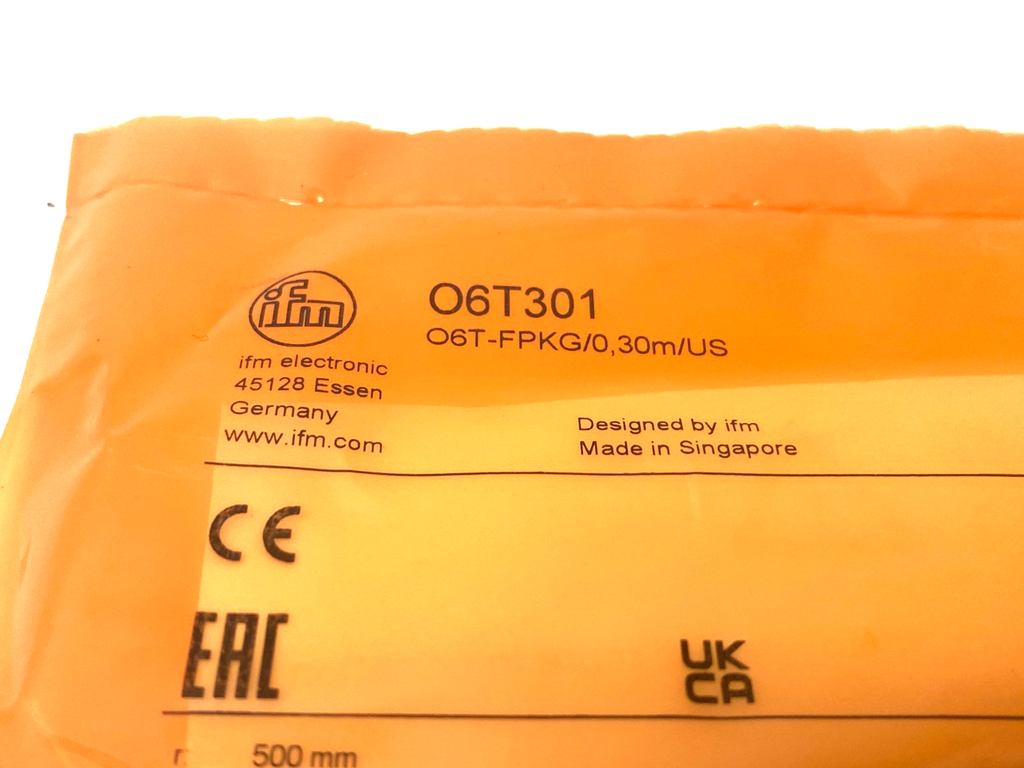 ifm
O6T301
O6T-FPKG/0,30m/US
ifm electronic
45128 Essen
Germany
www.ifm.com
Designed by ifm
Made in Singapore
CE
EAC
UK
CA
500 mm